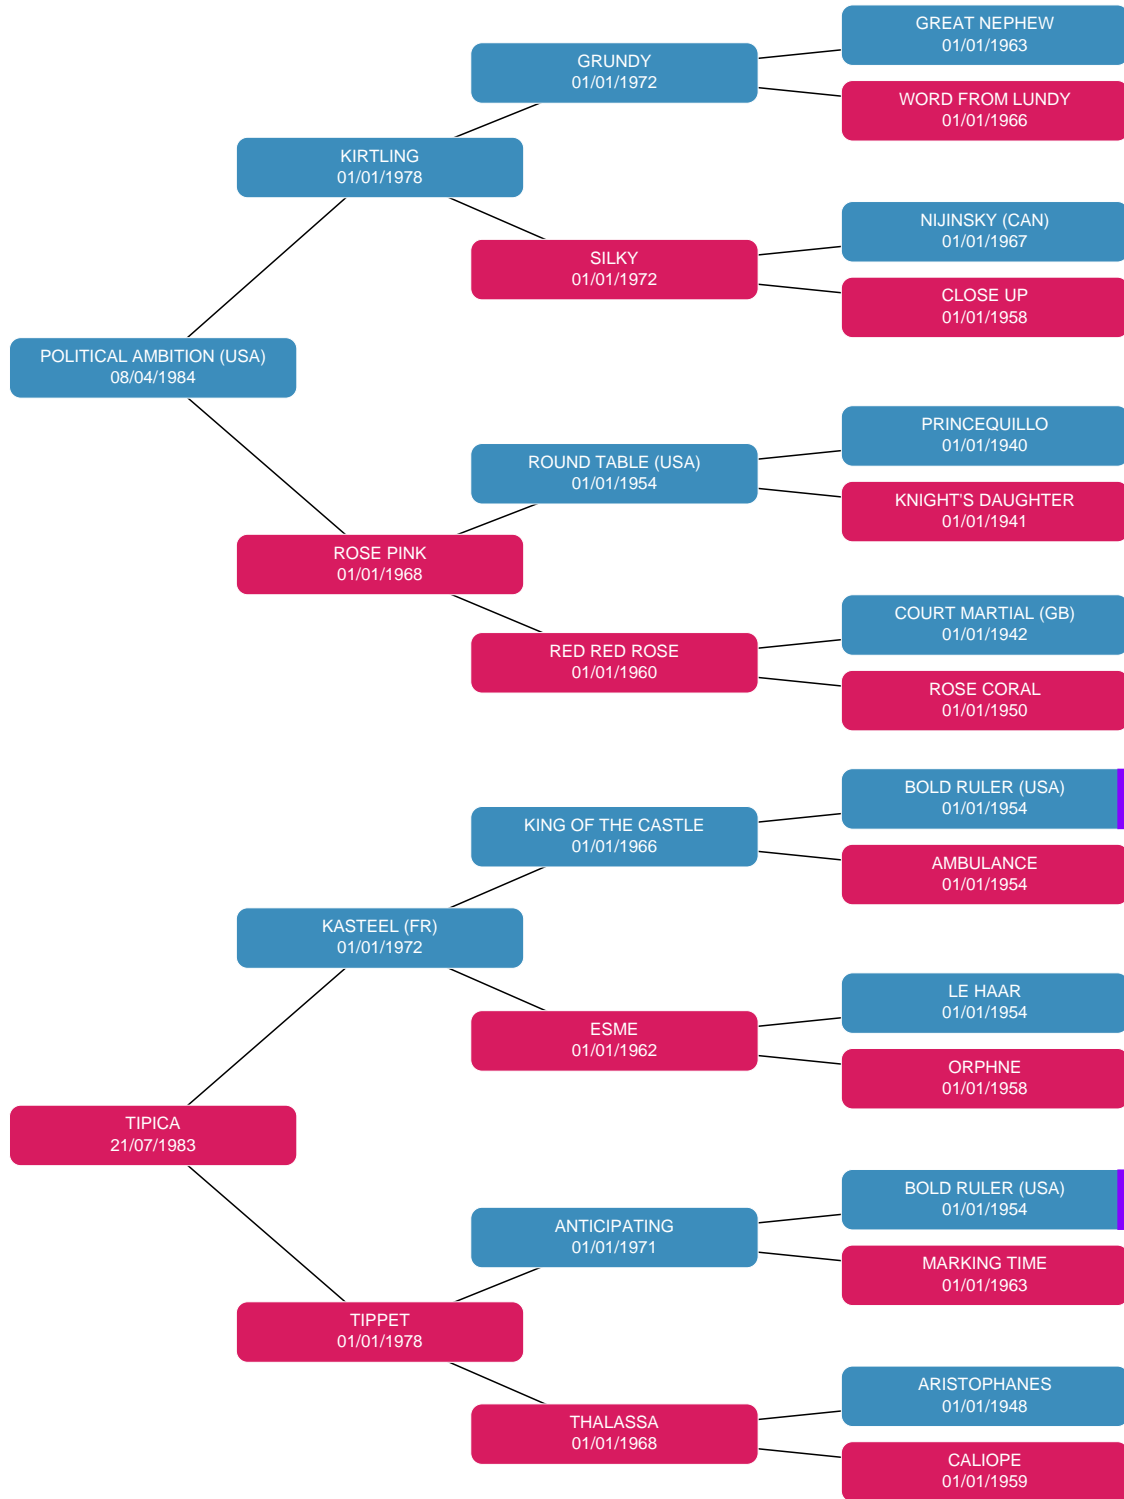 GREAT NEPHEW
01/01/1963
GRUNDY
01/01/1972
WORD FROM LUNDY
01/01/1966
KIRTLING
01/01/1978
NIJINSKY (CAN)
01/01/1967
SILKY
01/01/1972
CLOSE UP
01/01/1958
POLITICAL AMBITION (USA)
08/04/1984
PRINCEQUILLO
01/01/1940
ROUND TABLE (USA)
01/01/1954
KNIGHT'S DAUGHTER
01/01/1941
ROSE PINK
01/01/1968
COURT MARTIAL (GB)
01/01/1942
RED RED ROSE
01/01/1960
ROSE CORAL
01/01/1950
BOLD RULER (USA)
01/01/1954
KING OF THE CASTLE
01/01/1966
AMBULANCE
01/01/1954
KASTEEL (FR)
01/01/1972
LE HAAR
01/01/1954
ESME
01/01/1962
ORPHNE
01/01/1958
TIPICA
21/07/1983
BOLD RULER (USA)
01/01/1954
ANTICIPATING
01/01/1971
MARKING TIME
01/01/1963
TIPPET
01/01/1978
ARISTOPHANES
01/01/1948
THALASSA
01/01/1968
CALIOPE
01/01/1959